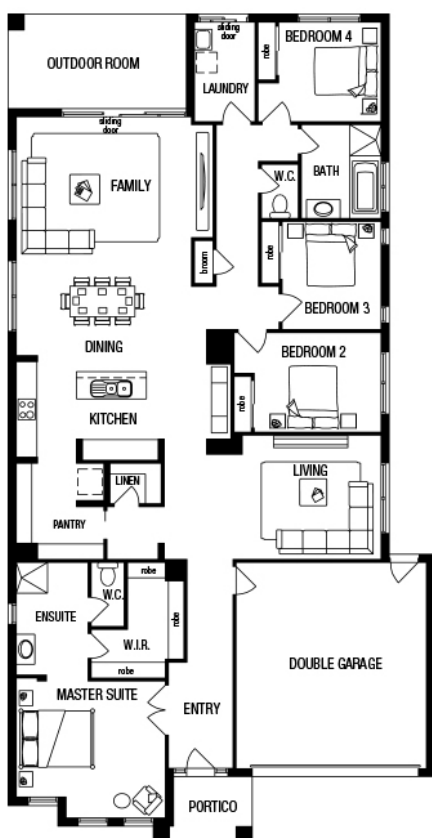 sliding
door
robe
BEDROOM 4
OUTDOOR ROOM
LAUNDRY
sliding
door
FAMILY
W.C.
BATH
broom
robe
BEDROOM 3
DINING
BEDROOM 2
robe
KITCHEN
LIVING
LINEN
PANTRY
robe
W.C.
ENSUITE
robe
W.I.R.
robe
DOUBLE GARAGE
MASTER SUITE
ENTRY
PORTICO